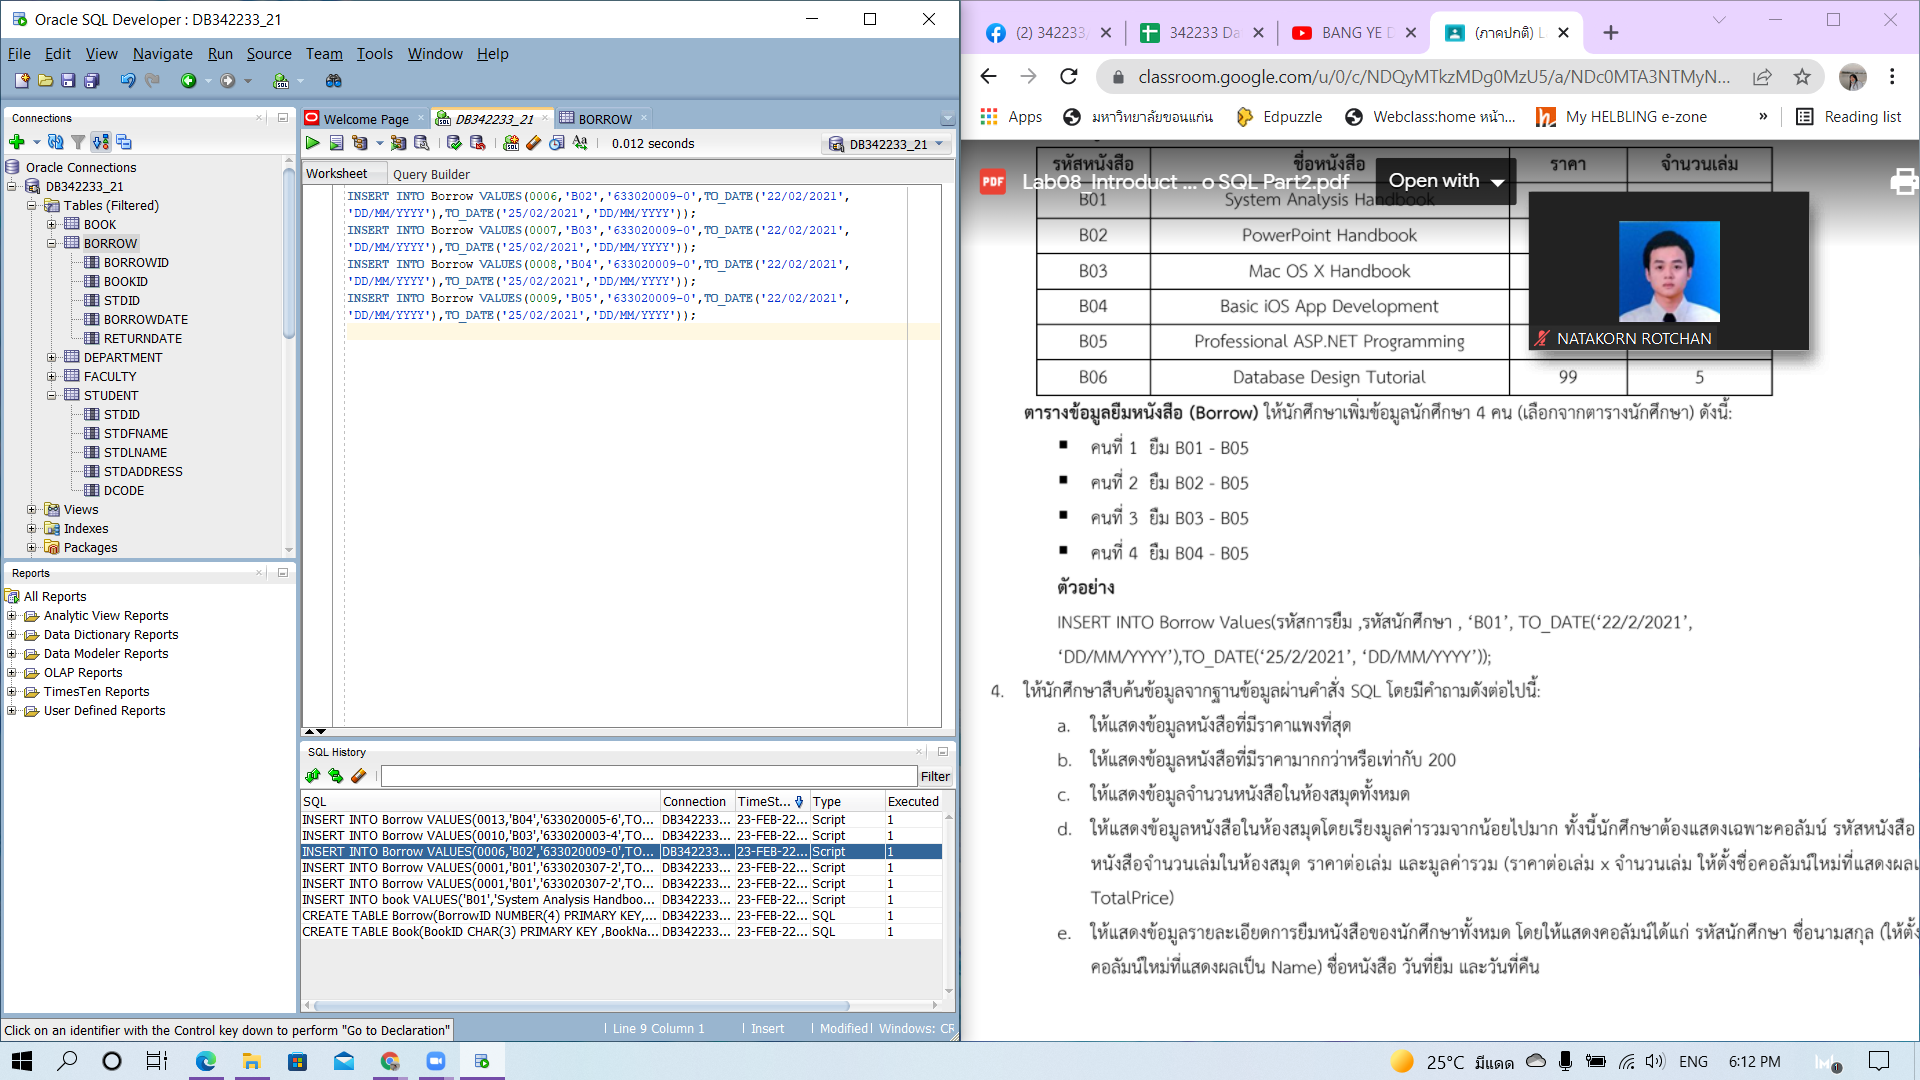 Oracle SQL Developer : DB342233_21
File Edit View Navigate Run Source Team Tools Window Help
Connections
Oracle Connections
DB342233_21
Tables (Filtered)
BOOK
BORROW
BORROWID
BOOKID
STDID
BORROWDATE
RETURNDATE
DEPARTMENT
FACULTY
STUDENT
STDID
STDFNAME
STDLNAME
STDADDRESS
DCODE
Views
Indexes
Packages
Reports
All Reports
Analytic View Reports
Data Dictionary Reports
Data Modeler Reports
OLAP Reports
TimesTen Reports
User Defined Reports
Click on an identifier with the Control key down to perform "Go to Declaration"
Welcome Page DB342233_21 BORROW
0.012 seconds DB342233_21
Worksheet Query Builder
INSERT INTO Borrow VALUES(0006,'B02','633020009-0',TO_DATE('22/02/2021',
'DD/MM/YYYY'),TO_DATE('25/02/2021','DD/MM/YYYY'));
INSERT INTO Borrow VALUES(0007,'B03','633020009-0',TO_DATE('22/02/2021',
'DD/MM/YYYY'),TO_DATE('25/02/2021','DD/MM/YYYY'));
INSERT INTO Borrow VALUES(0008,'B04','633020009-0',TO_DATE('22/02/2021',
'DD/MM/YYYY'),TO_DATE('25/02/2021','DD/MM/YYYY'));
INSERT INTO Borrow VALUES(0009,'B05','633020009-0',TO_DATE('22/02/2021',
'DD/MM/YYYY'),TO_DATE('25/02/2021','DD/MM/YYYY'));
SQL History
Filter
SQL Connection TimeSt... Type Executed
INSERT INTO Borrow VALUES(0013,'B04','633020005-6',TO... DB342233... 23-FEB-22... Script 1
INSERT INTO Borrow VALUES(0010,'B03','633020003-4',TO... DB342233... 23-FEB-22... Script 1
INSERT INTO Borrow VALUES(0006,'B02','633020009-0',TO... DB342233... 23-FEB-22... Script 1
INSERT INTO Borrow VALUES(0001,'B01','633020307-2',TO... DB342233... 23-FEB-22... Script 1
INSERT INTO Borrow VALUES(0001,'B01','633020307-2',TO... DB342233... 23-FEB-22... Script 1
INSERT INTO book VALUES('B01','System Analysis Handboo... DB342233... 23-FEB-22... Script 1
CREATE TABLE Borrow(BorrowID NUMBER(4) PRIMARY KEY,... DB342233... 23-FEB-22... SQL 1
CREATE TABLE Book(BookID CHAR(3) PRIMARY KEY ,BookNa... DB342233... 23-FEB-22... SQL 1
Line 9 Column 1 Insert Modified Windows: CR
(2) 342233 342233 Da BANG YE D (ภาคปกติ) L
classroom.google.com/u/0/c/NDQyMTkzMDg0MzU5/a/NDc0MTA3NTMyN...
Apps มหาวิทยาลัยขอนแก่น Edpuzzle Webclass:home หน้า... My HELBLING e-zone » Reading list
รหัสหนังสือ ชื่อหนังสือ ราคา จำนวนเล่ม
PDF Lab08_Introduct ... o SQL Part2.pdf Open with
B01 System Analysis Handbook
B02 PowerPoint Handbook
B03 Mac OS X Handbook
B04 Basic iOS App Development
B05 Professional ASP.NET Programming
NATAKORN ROTCHAN
B06 Database Design Tutorial 99 5
ตารางข้อมูลยืมหนังสือ (Borrow) ให้นักศึกษาเพิ่มข้อมูลนักศึกษา 4 คน (เลือกจากตารางนักศึกษา) ดังนี้:
คนที่ 1 ยืม B01 - B05
คนที่ 2 ยืม B02 - B05
คนที่ 3 ยืม B03 - B05
คนที่ 4 ยืม B04 - B05
ตัวอย่าง
INSERT INTO Borrow Values(รหัสการยืม ,รหัสนักศึกษา , ‘B01’, TO_DATE(‘22/2/2021’,
‘DD/MM/YYYY’),TO_DATE(‘25/2/2021’, ‘DD/MM/YYYY’));
4. ให้นักศึกษาสืบค้นข้อมูลจากฐานข้อมูลผ่านคำสั่ง SQL โดยมีคำถามดังต่อไปนี้:
a. ให้แสดงข้อมูลหนังสือที่มีราคาแพงที่สุด
b. ให้แสดงข้อมูลหนังสือที่มีราคามากกว่าหรือเท่ากับ 200
c. ให้แสดงข้อมูลจำนวนหนังสือในห้องสมุดทั้งหมด
d. ให้แสดงข้อมูลหนังสือในห้องสมุดโดยเรียงมูลค่ารวมจากน้อยไปมาก ทั้งนี้นักศึกษาต้องแสดงเฉพาะคอลัมน์ รหัสหนังสือ
หนังสือจำนวนเล่มในห้องสมุด ราคาต่อเล่ม และมูลค่ารวม (ราคาต่อเล่ม x จำนวนเล่ม ให้ตั้งชื่อคอลัมน์ใหม่ที่แสดงผลเ
TotalPrice)
e. ให้แสดงข้อมูลรายละเอียดการยืมหนังสือของนักศึกษาทั้งหมด โดยให้แสดงคอลัมน์ได้แก่ รหัสนักศึกษา ชื่อนามสกุล (ให้ตั้ง
คอลัมน์ใหม่ที่แสดงผลเป็น Name) ชื่อหนังสือ วันที่ยืม และวันที่คืน
25°C มีแดด ENG 6:12 PM